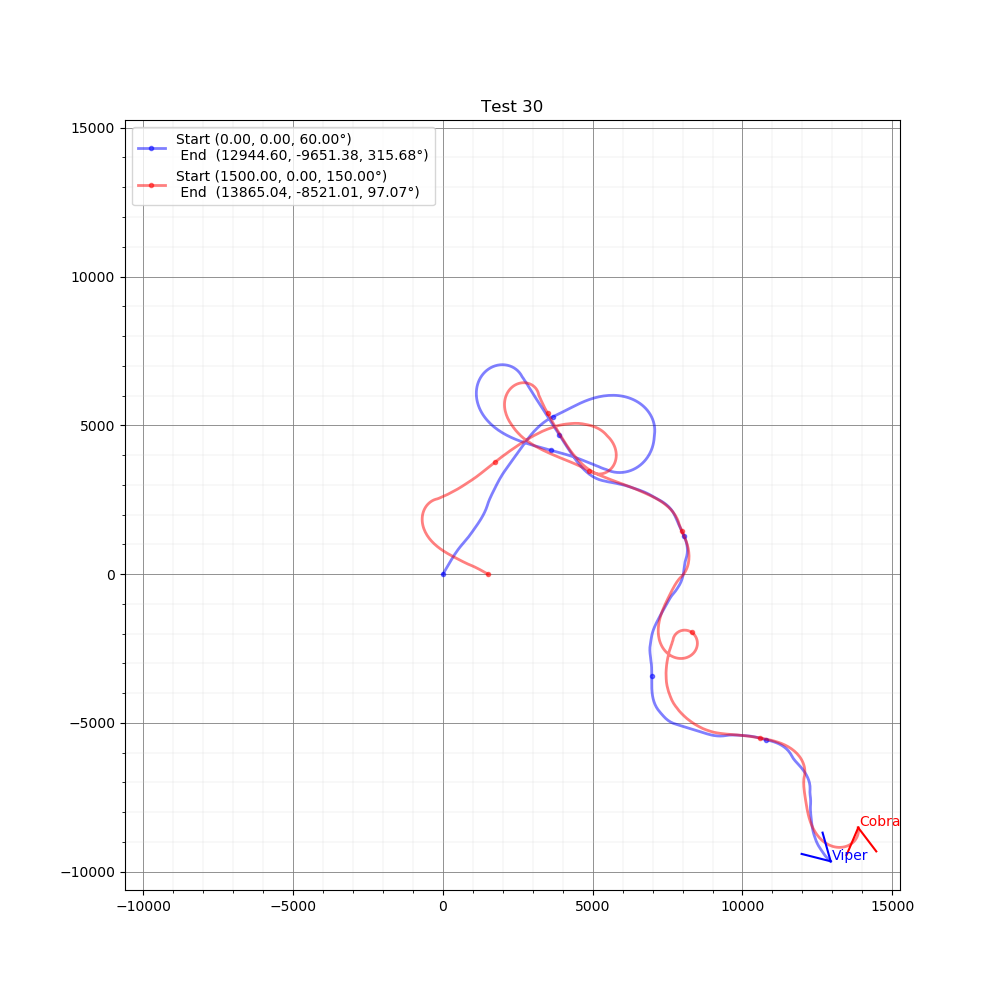 Test 30
Start (0.00, 0.00, 60.00°)
End (12944.60, -9651.38, 315.68°)
Start (1500.00, 0.00, 150.00°)
End (13865.04, -8521.01, 97.07°)
15000
10000
5000
0
−5000
−10000
Cobra
Viper
−10000
−5000
0
5000
10000
15000